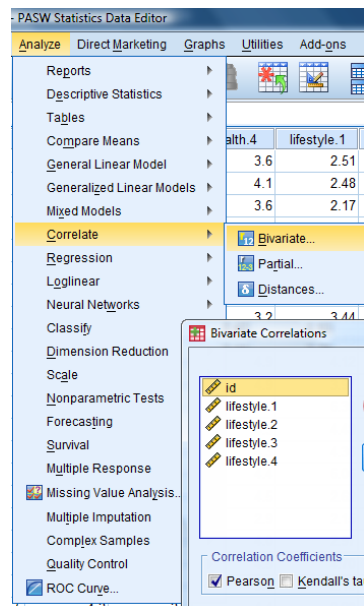 PASW Statistics Data Editor
Analyze Direct Marketing Graphs Utilities Add-ons
Reports
Descriptive Statistics
Tables
Compare Means
General Linear Model
Generalized Linear Models
Mixed Models
Correlate
Regression
Loglinear
Neural Networks
Classify
Dimension Reduction
Scale
Nonparametric Tests
Forecasting
Survival
Multiple Response
Missing Value Analysis...
Multiple Imputation
Complex Samples
Quality Control
ROC Curve...
alth.4 lifestyle.1
3.6 2.51
4.1 2.48
3.6 2.17
Bivariate...
Partial...
Distances...
3.2 3.44
Bivariate Correlations
id
lifestyle.1
lifestyle.2
lifestyle.3
lifestyle.4
Correlation Coefficients
Pearson Kendall's ta